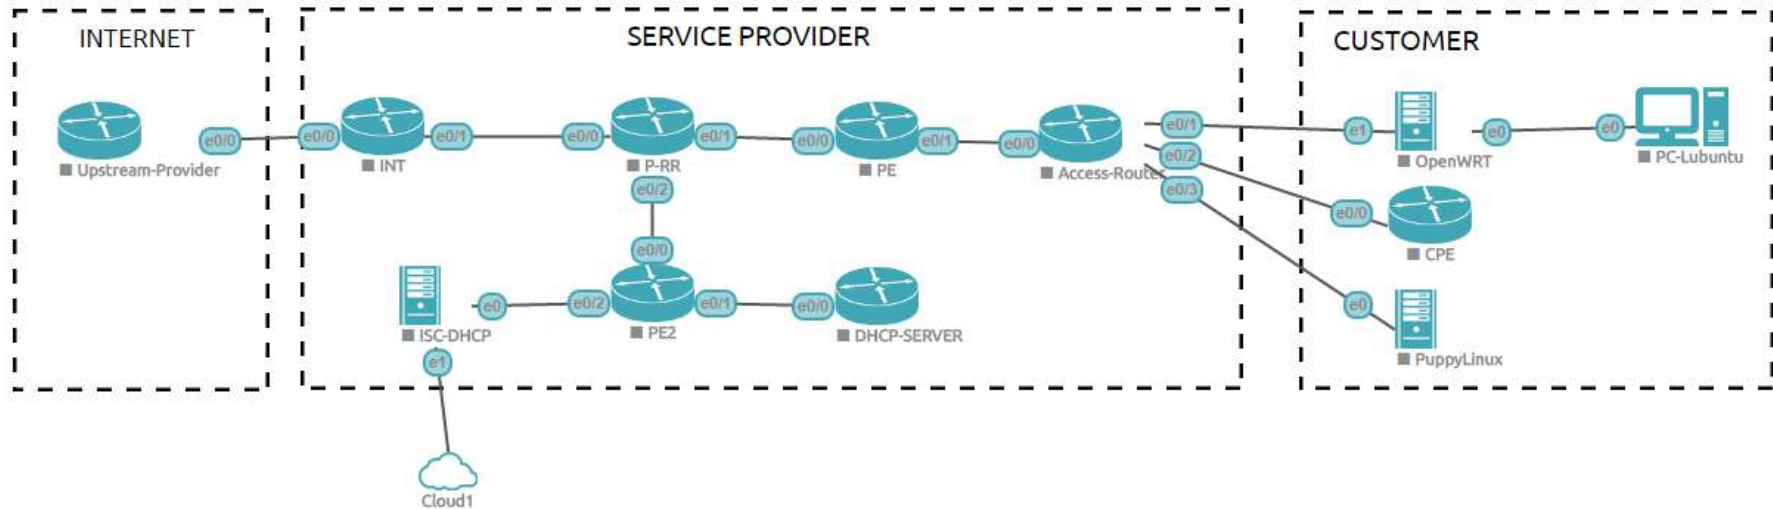 INTERNET
SERVICE PROVIDER
CUSTOMER
e0/0
Upstream-Provider
e0/0
INT
e0/1
e0/0
P-RR
e0/1
e0/2
e0/0
PE
e0/1
e0/0
Access-Router
e0/1
e0/2
e0/3
e1
OpenWRT
e0
e0
PC-Lubuntu
e0/0
CPE
e0
PuppyLinux
ISC-DHCP
e0
e1
e0/2
e0/0
PE2
e0/1
e0/0
DHCP-SERVER
Cloud1